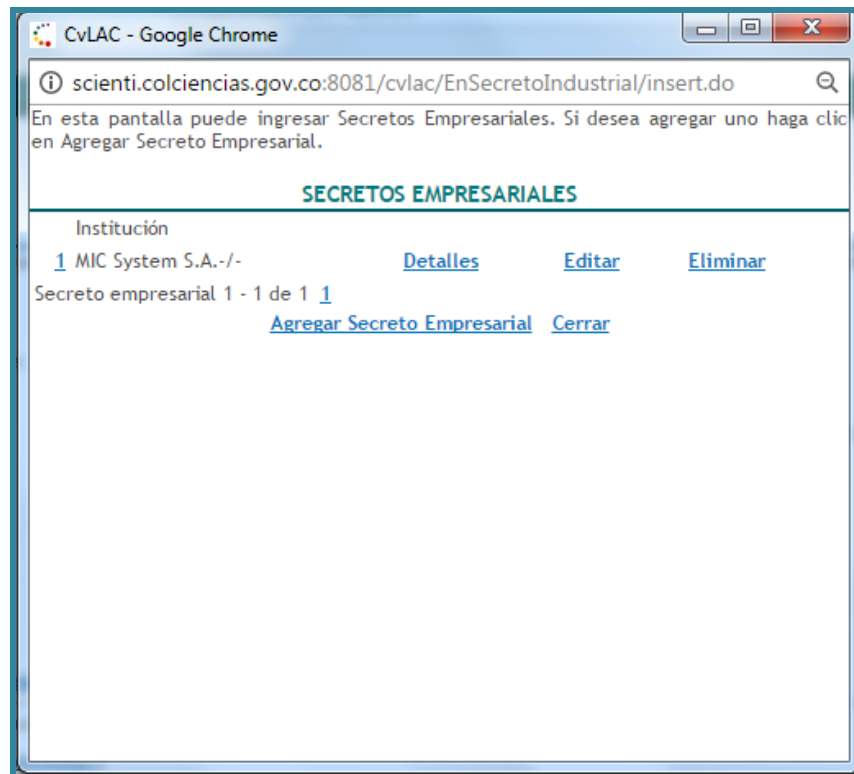 CvLAC - Google Chrome
scienti.colciencias.gov.co:8081/cvlac/EnSecretoIndustrial/insert.do
En esta pantalla puede ingresar Secretos Empresariales. Si desea agregar uno haga clic
en Agregar Secreto Empresarial.
SECRETOS EMPRESARIALES
Institución
1 MIC System S.A.-/- Detalles Editar Eliminar
Secreto empresarial 1 - 1 de 1 1
Agregar Secreto Empresarial Cerrar